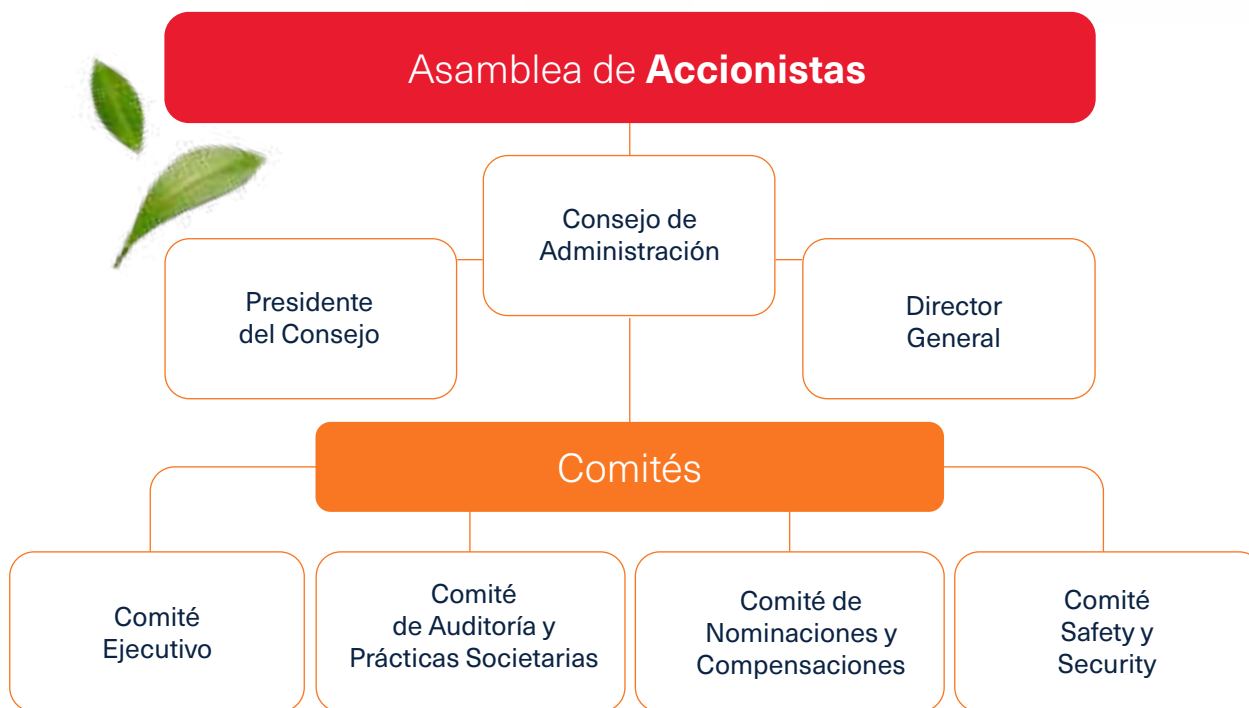 Asamblea de Accionistas
Consejo de
Administración
Presidente
del Consejo
Director
General
Comités
Comité
Ejecutivo
Comité
de Auditoría y
Prácticas Societarias
Comité de
Nominaciones y
Compensaciones
Comité
Safety y
Security